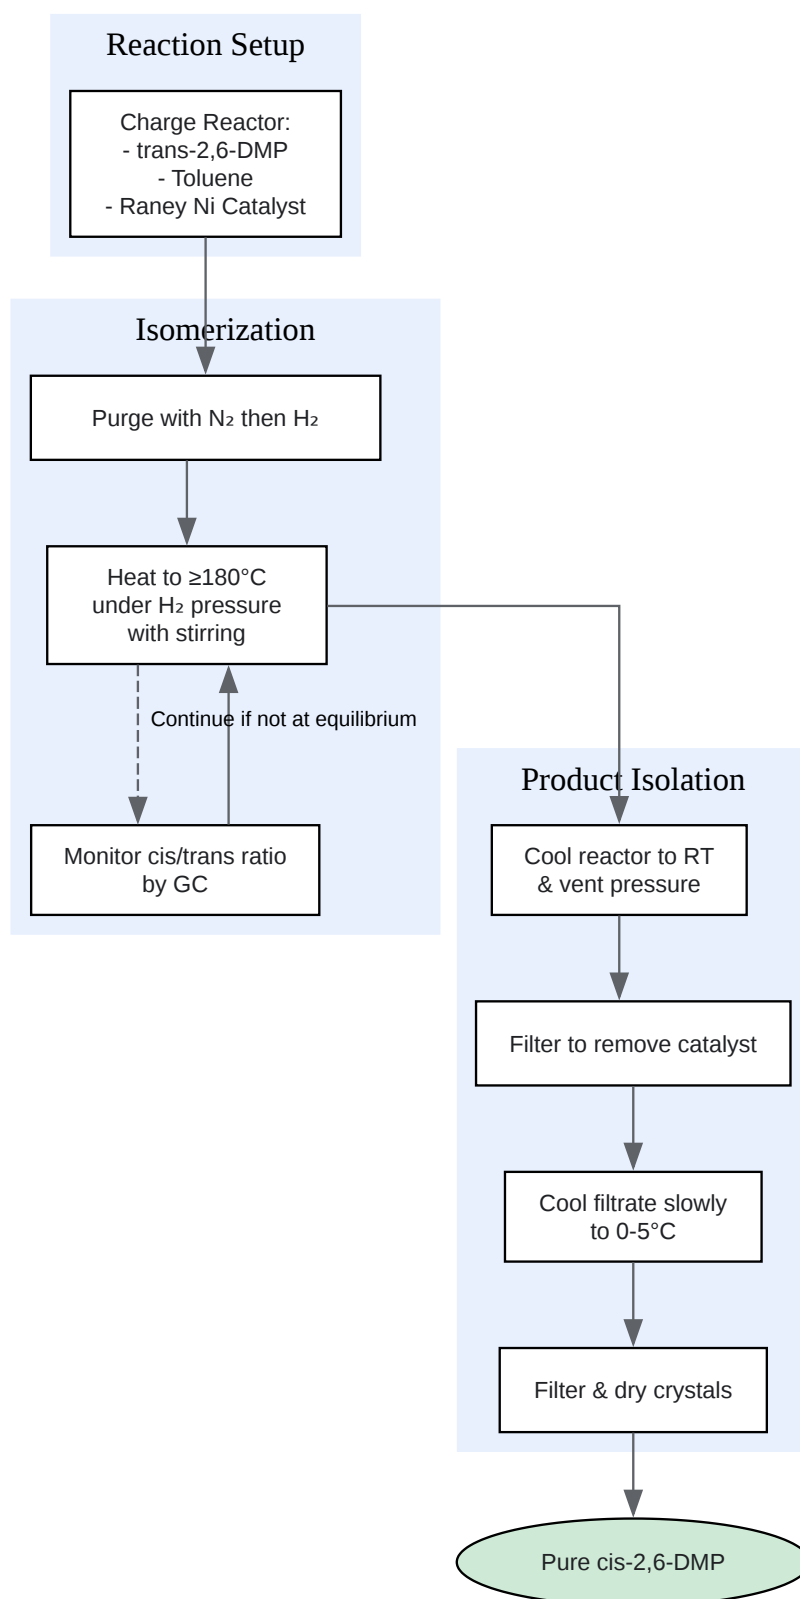 Reaction Setup
Charge Reactor:
- trans-2,6-DMP
- Toluene
- Raney Ni Catalyst
Isomerization
Purge with N₂ then H₂
Heat to ≥180°C
under H₂ pressure
with stirring
Continue if not at equilibrium
Monitor cis/trans ratio
by GC
Product Isolation
Cool reactor to RT
& vent pressure
Filter to remove catalyst
Cool filtrate slowly
to 0-5°C
Filter & dry crystals
Pure cis-2,6-DMP